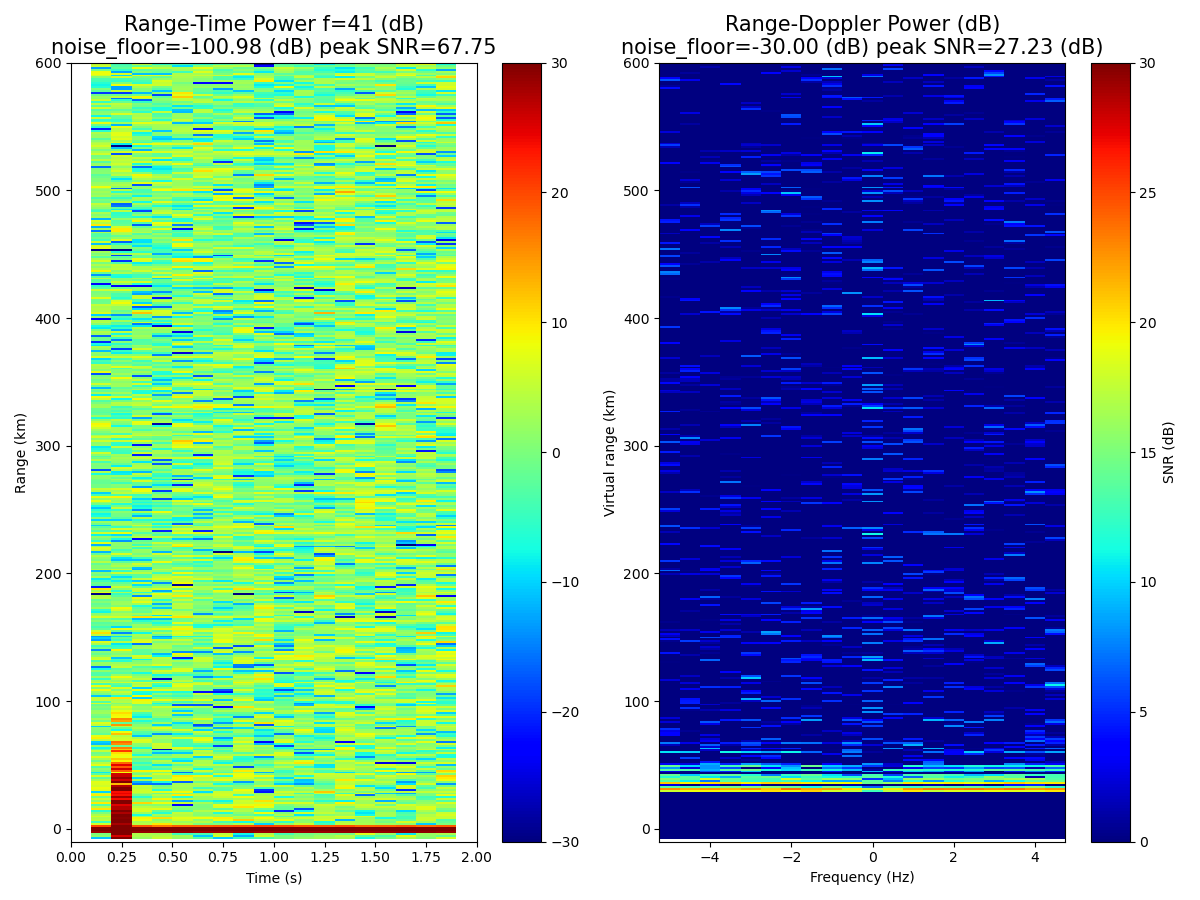 Range-Time Power f=41 (dB)
noise_floor=-100.98 (dB) peak SNR=67.75
600
500
400
300
200
100
0
Range (km)
0.00 0.25 0.50 0.75 1.00 1.25 1.50 1.75 2.00
Time (s)
30
20
10
0
−10
−20
−30
Range-Doppler Power (dB)
noise_floor=-30.00 (dB) peak SNR=27.23 (dB)
600
500
400
300
200
100
0
Virtual range (km)
−4 −2 0 2 4
Frequency (Hz)
30
25
20
15
10
5
0
SNR (dB)